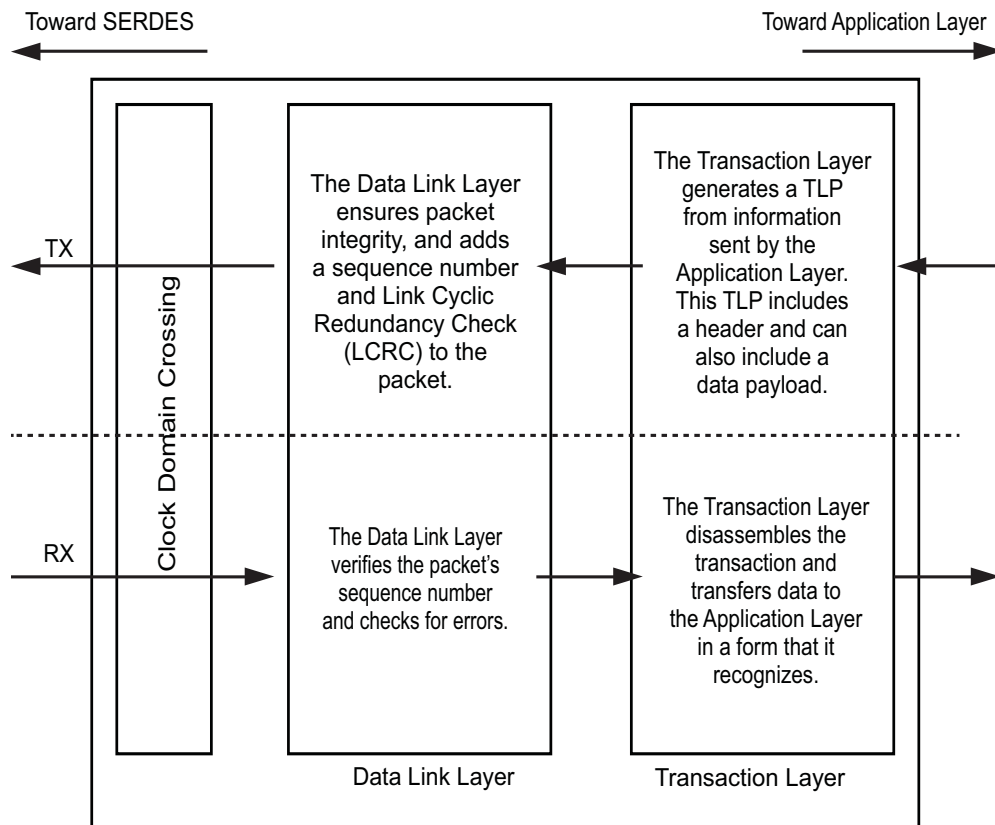 Toward SERDES
Toward Application Layer
The Data Link Layer
ensures packet
integrity, and adds
a sequence number
and Link Cyclic
Redundancy Check
(LCRC) to the
packet.
The Transaction Layer
generates a TLP
from information
sent by the
Application Layer.
This TLP includes
a header and can
also include a
data payload.
TX
Clock Domain Crossing
RX
The Data Link Layer
verifies the packet’s
sequence number
and checks for errors.
The Transaction Layer
disassembles the
transaction and
transfers data to
the Application Layer
in a form that it
recognizes.
Data Link Layer
Transaction Layer